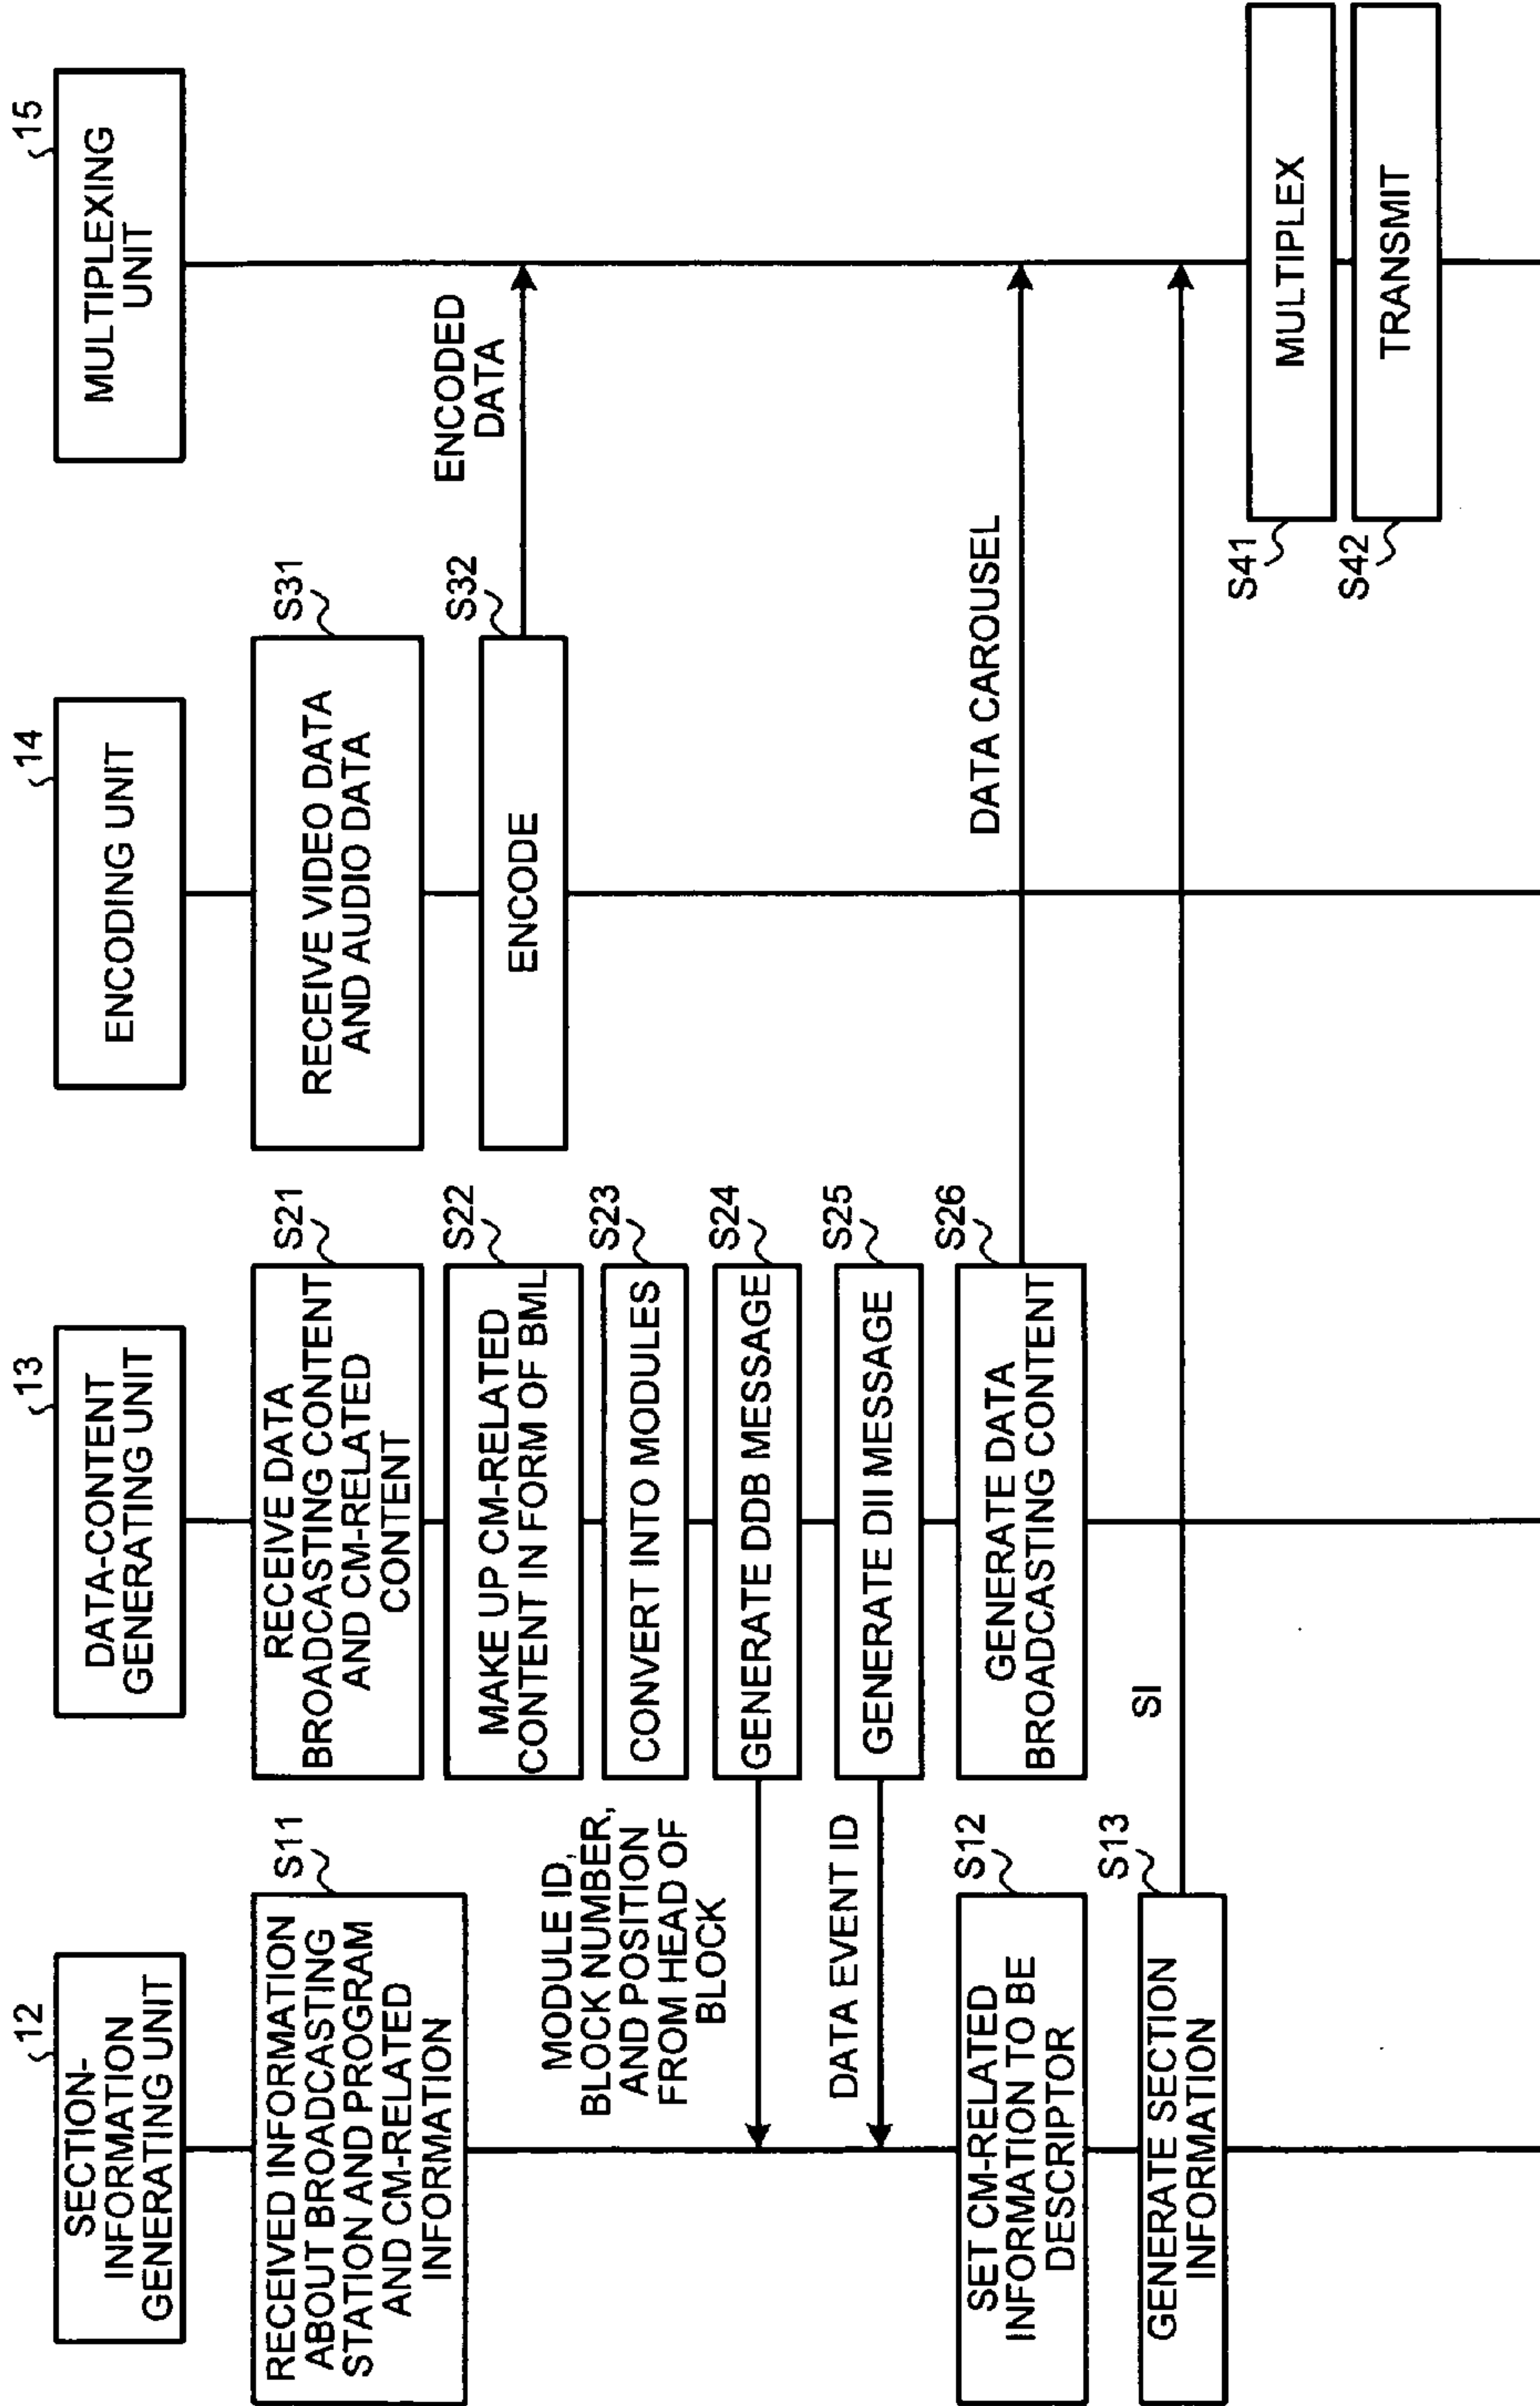 12
SECTION-
INFORMATION
GENERATING UNIT
13
DATA-CONTENT
GENERATING UNIT
14
ENCODING UNIT
15
MULTIPLEXING
UNIT
S11
RECEIVED INFORMATION
ABOUT BROADCASTING
STATION AND PROGRAM
AND CM-RELATED
INFORMATION
S21
RECEIVE DATA
BROADCASTING CONTENT
AND CM-RELATED
CONTENT
S31
RECEIVE VIDEO DATA
AND AUDIO DATA
S22
MAKE UP CM-RELATED
CONTENT IN FORM OF BML
S32
ENCODE
ENCODED
DATA
S23
CONVERT INTO MODULES
MODULE ID,
BLOCK NUMBER,
AND POSITION
FROM HEAD OF
BLOCK
S24
GENERATE DDB MESSAGE
DATA EVENT ID
S25
GENERATE DII MESSAGE
S12
SET CM-RELATED
INFORMATION TO BE
DESCRIPTOR
S26
GENERATE DATA
BROADCASTING CONTENT
DATA CAROUSEL
S13
GENERATE SECTION
INFORMATION
SI
S41
MULTIPLEX
S42
TRANSMIT